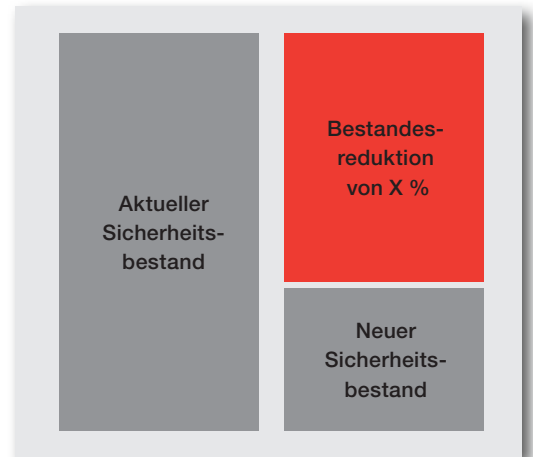 Aktueller
Sicherheits-
bestand
Bestandes-
reduktion
von X %
Neuer
Sicherheits-
bestand